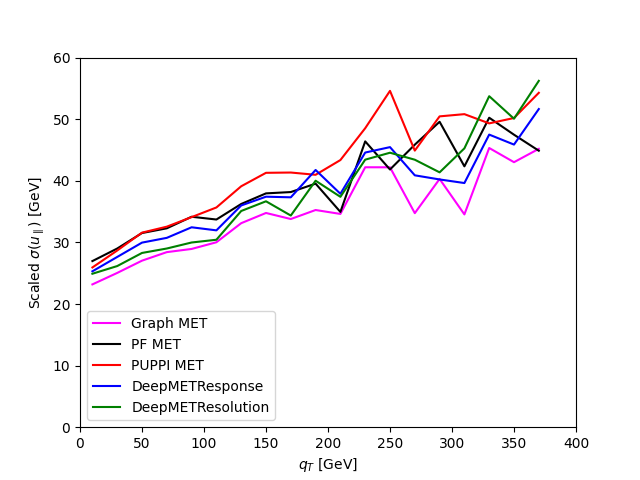 60
50
40
30
20
10
0
Scaled σ(u∥) [GeV]
Graph MET
PF MET
PUPPI MET
DeepMETResponse
DeepMETResolution
0 50 100 150 200 250 300 350 400
qT [GeV]